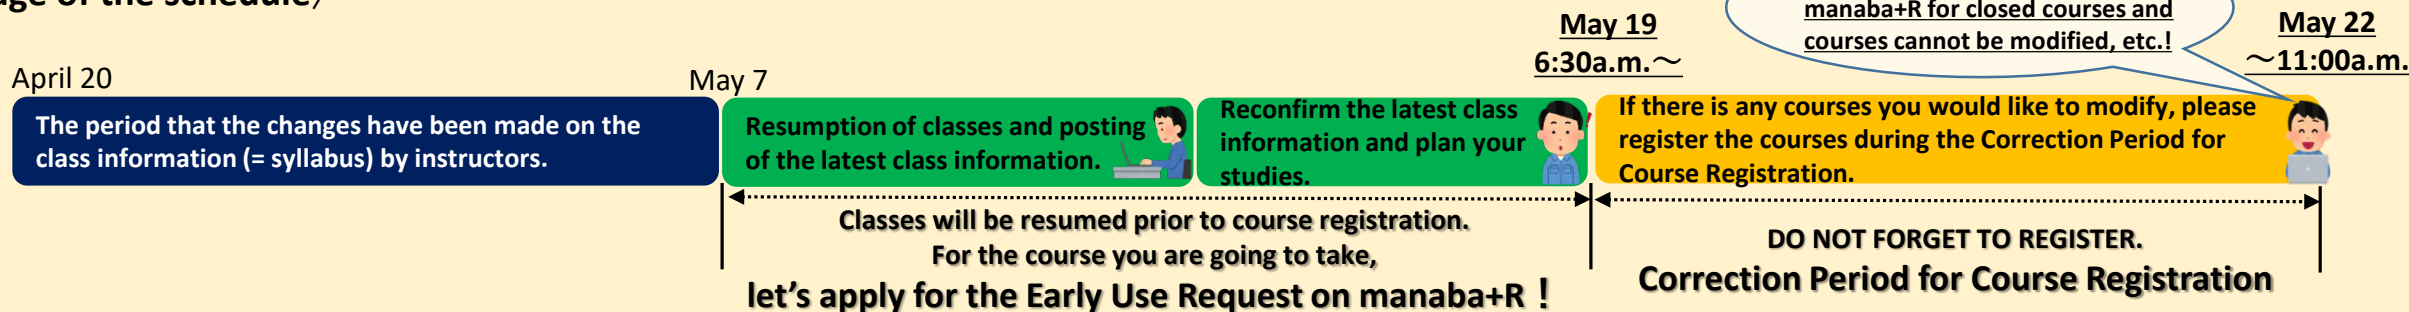 of the schedule〉
manaba+R for closed courses and
courses cannot be modified, etc.!
May 19
6:30a.m.～
May 22
～11:00a.m.
April 20
May 7
The period that the changes have been made on the
class information (= syllabus) by instructors.
Resumption of classes and posting
of the latest class information.
Reconfirm the latest class
information and plan your
studies.
If there is any courses you would like to modify, please
register the courses during the Correction Period for
Course Registration.
Classes will be resumed prior to course registration.
For the course you are going to take,
let's apply for the Early Use Request on manaba+R！
DO NOT FORGET TO REGISTER.
Correction Period for Course Registration